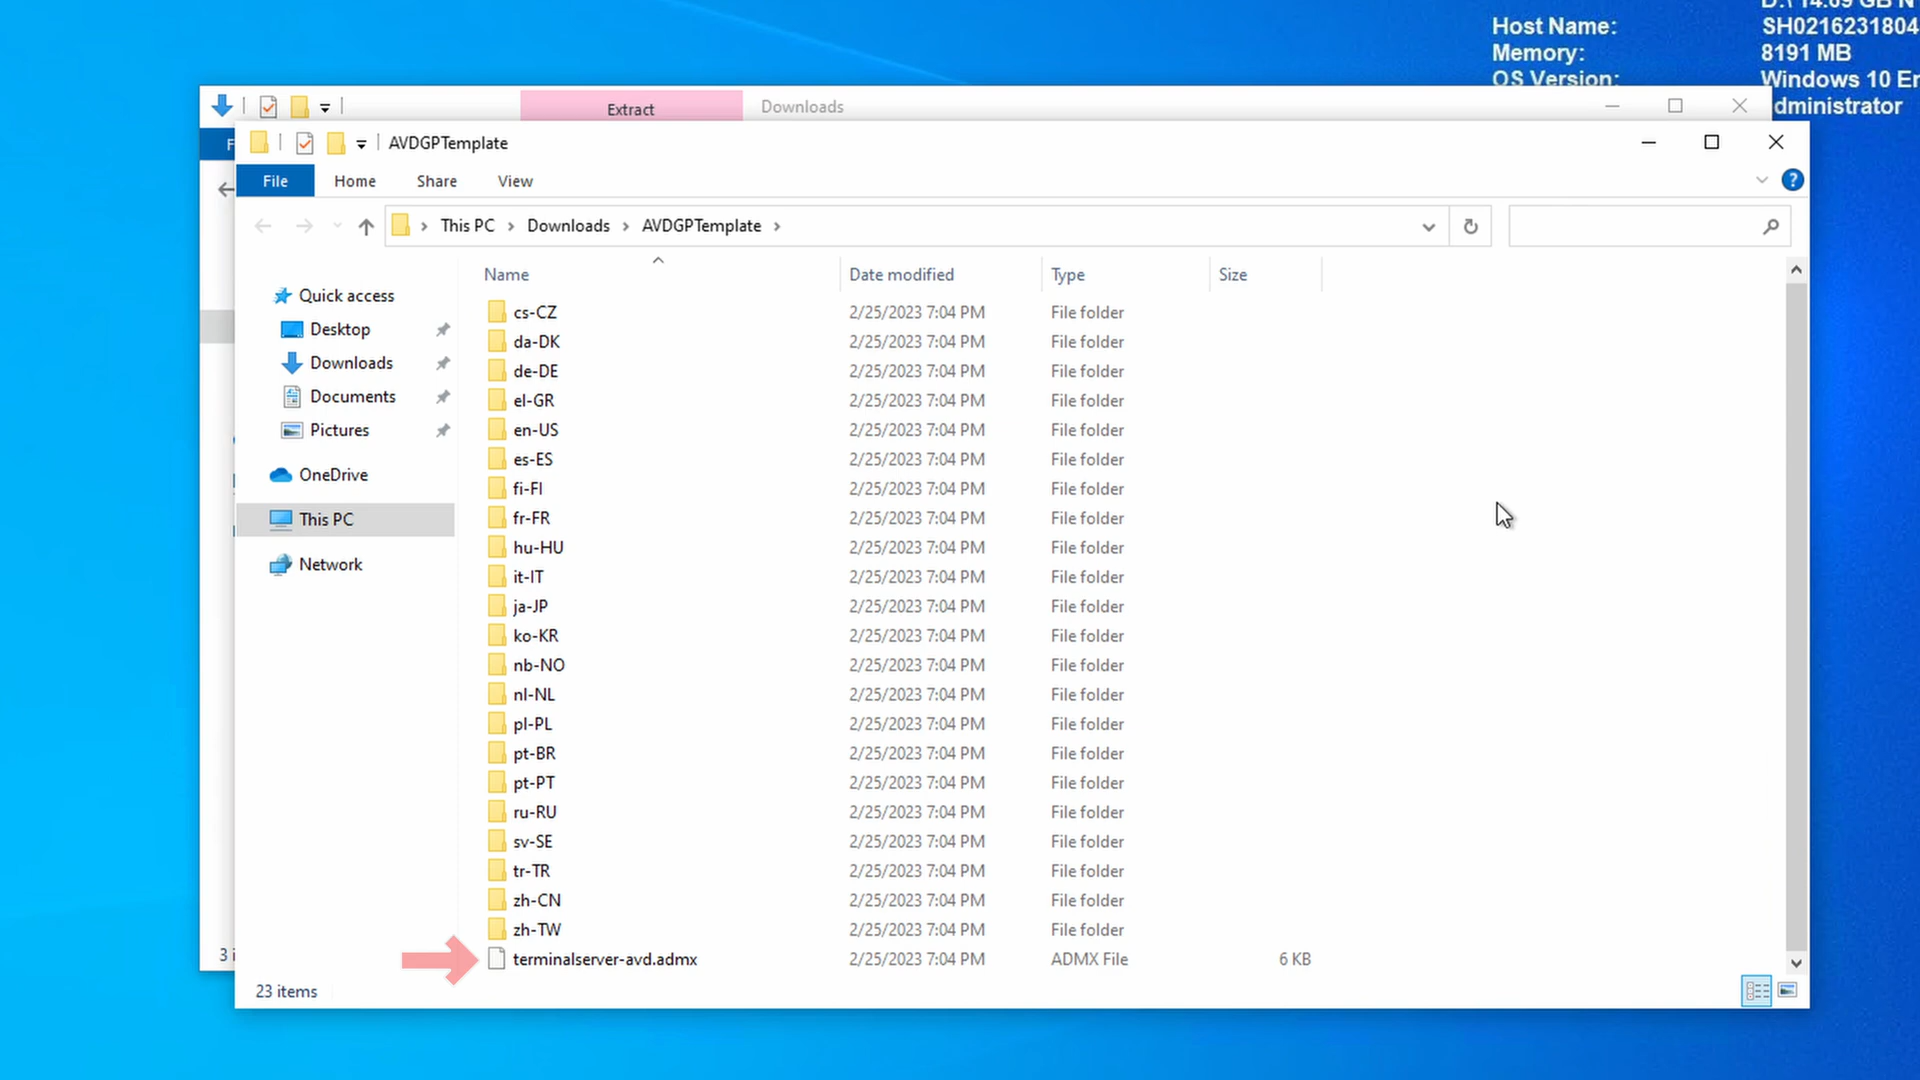 D:\ 14.69 GB N
Host Name: SH0216231804
Memory: 8191 MB
OS Version: Windows 10 En
dministrator
Extract Downloads
AVDGPTemplate
File Home Share View
This PC > Downloads > AVDGPTemplate >
Name Date modified Type Size
Quick access
Desktop
Downloads
Documents
Pictures
OneDrive
This PC
Network
cs-CZ 2/25/2023 7:04 PM File folder
da-DK 2/25/2023 7:04 PM File folder
de-DE 2/25/2023 7:04 PM File folder
el-GR 2/25/2023 7:04 PM File folder
en-US 2/25/2023 7:04 PM File folder
es-ES 2/25/2023 7:04 PM File folder
fi-FI 2/25/2023 7:04 PM File folder
fr-FR 2/25/2023 7:04 PM File folder
hu-HU 2/25/2023 7:04 PM File folder
it-IT 2/25/2023 7:04 PM File folder
ja-JP 2/25/2023 7:04 PM File folder
ko-KR 2/25/2023 7:04 PM File folder
nb-NO 2/25/2023 7:04 PM File folder
nl-NL 2/25/2023 7:04 PM File folder
pl-PL 2/25/2023 7:04 PM File folder
pt-BR 2/25/2023 7:04 PM File folder
pt-PT 2/25/2023 7:04 PM File folder
ru-RU 2/25/2023 7:04 PM File folder
sv-SE 2/25/2023 7:04 PM File folder
tr-TR 2/25/2023 7:04 PM File folder
zh-CN 2/25/2023 7:04 PM File folder
zh-TW 2/25/2023 7:04 PM File folder
terminalserver-avd.admx 2/25/2023 7:04 PM ADMX File 6 KB
3 i
23 items